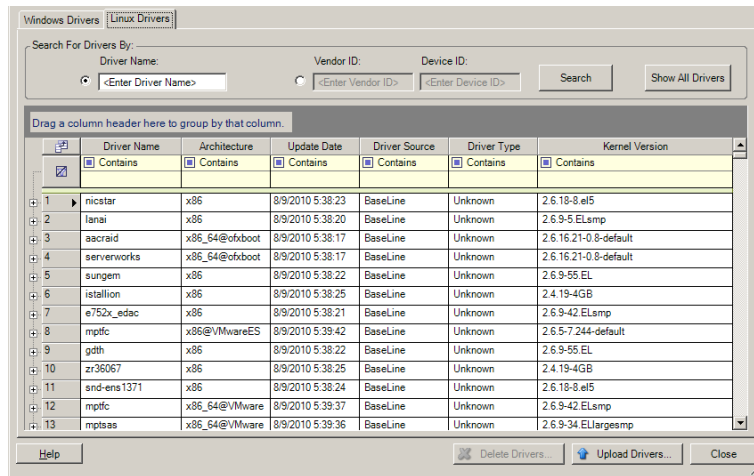 Windows Drivers Linux Drivers
Search For Drivers By:
Driver Name: Vendor ID: Device ID:
<Enter Driver Name> <Enter Vendor ID> <Enter Device ID> Search Show All Drivers
Drag a column header here to group by that column.
Driver Name Architecture Update Date Driver Source Driver Type Kernel Version
Contains Contains Contains Contains Contains Contains
1 nicstar x86 8/9/2010 5:38:23 BaseLine Unknown 2.6.18-8.el5
2 lanai x86 8/9/2010 5:38:20 BaseLine Unknown 2.6.9-5.ELsmp
3 aacraid x86_64@ofxboot 8/9/2010 5:38:17 BaseLine Unknown 2.6.16.21-0.8-default
4 serverworks x86_64@ofxboot 8/9/2010 5:38:17 BaseLine Unknown 2.6.16.21-0.8-default
5 sungem x86 8/9/2010 5:38:22 BaseLine Unknown 2.6.9-55.EL
6 istallion x86 8/9/2010 5:38:25 BaseLine Unknown 2.4.19-4GB
7 e752x_edac x86 8/9/2010 5:38:21 BaseLine Unknown 2.6.9-42.ELsmp
8 mptfc x86@VMwareES 8/9/2010 5:39:42 BaseLine Unknown 2.6.5-7.244-default
9 gdth x86 8/9/2010 5:38:22 BaseLine Unknown 2.6.9-55.EL
10 zr36067 x86 8/9/2010 5:38:25 BaseLine Unknown 2.4.19-4GB
11 snd-ens1371 x86 8/9/2010 5:38:24 BaseLine Unknown 2.6.18-8.el5
12 mptfc x86_64@VMware 8/9/2010 5:39:37 BaseLine Unknown 2.6.9-42.ELsmp
13 mptsas x86_64@VMware 8/9/2010 5:39:36 BaseLine Unknown 2.6.9-34.ELlargesmp
Help Delete Drivers... Upload Drivers... Close